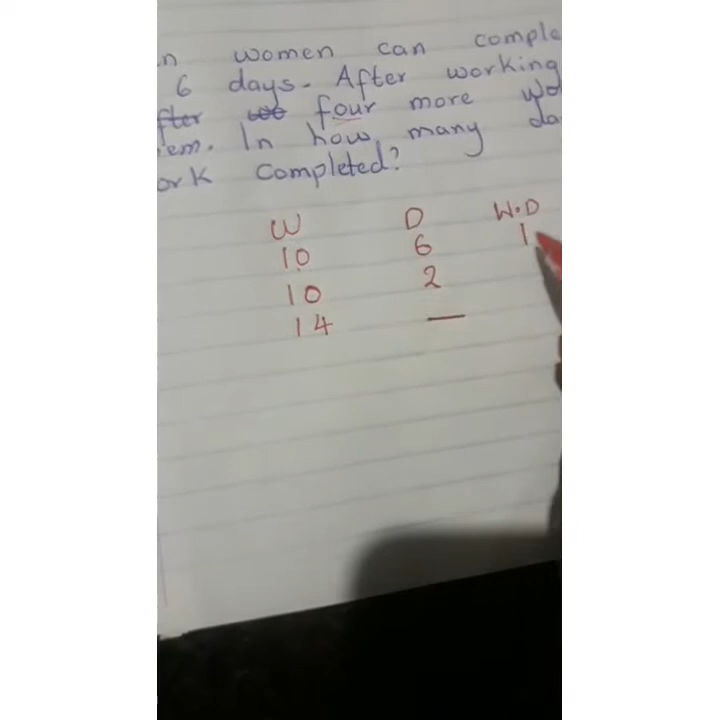 n women can comple
6 days. After working
four more wo
em. In how many da
ork completed?
W D W.D
10 6 1
10 2
14 —